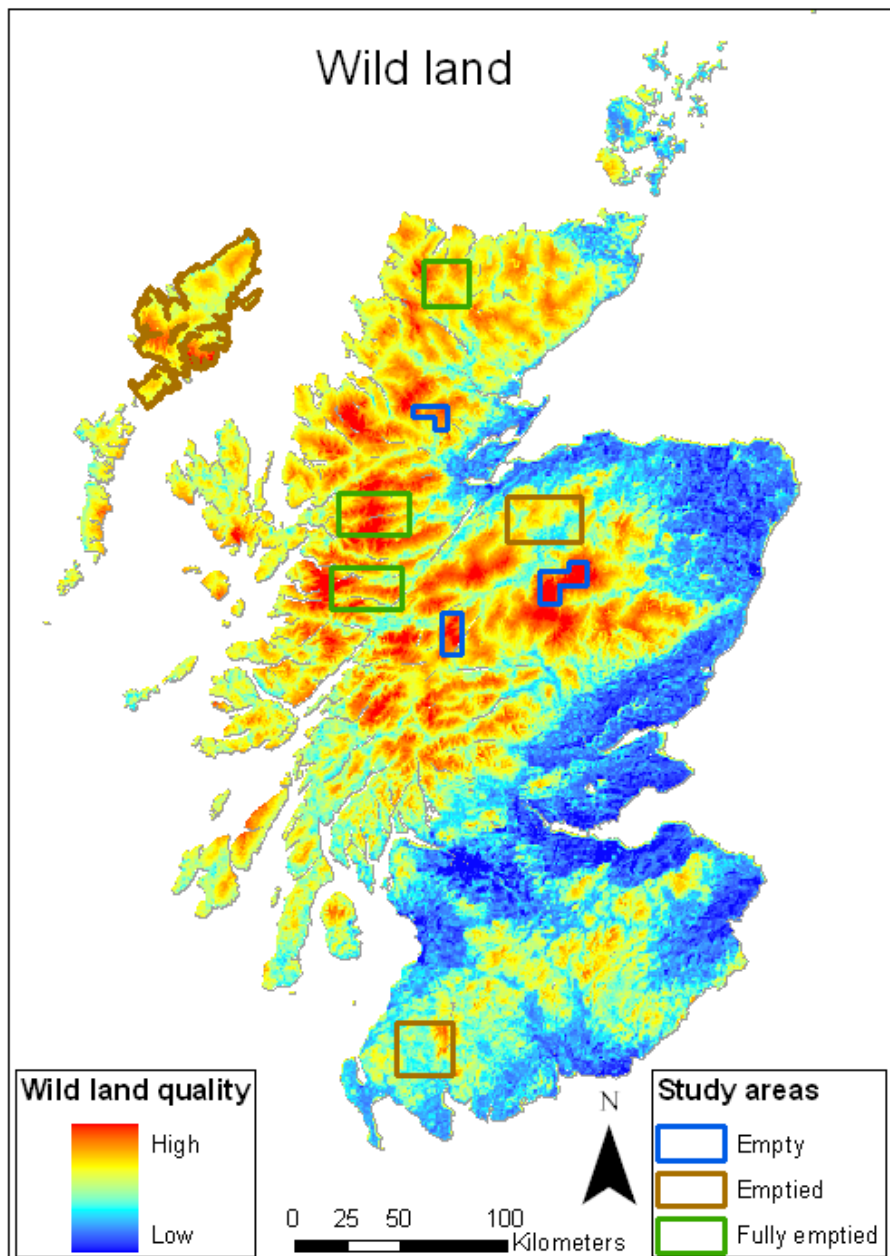 Wild land
Wild land quality
High
Low
N
0 25 50 100
Kilometers
Study areas
Empty
Emptied
Fully emptied